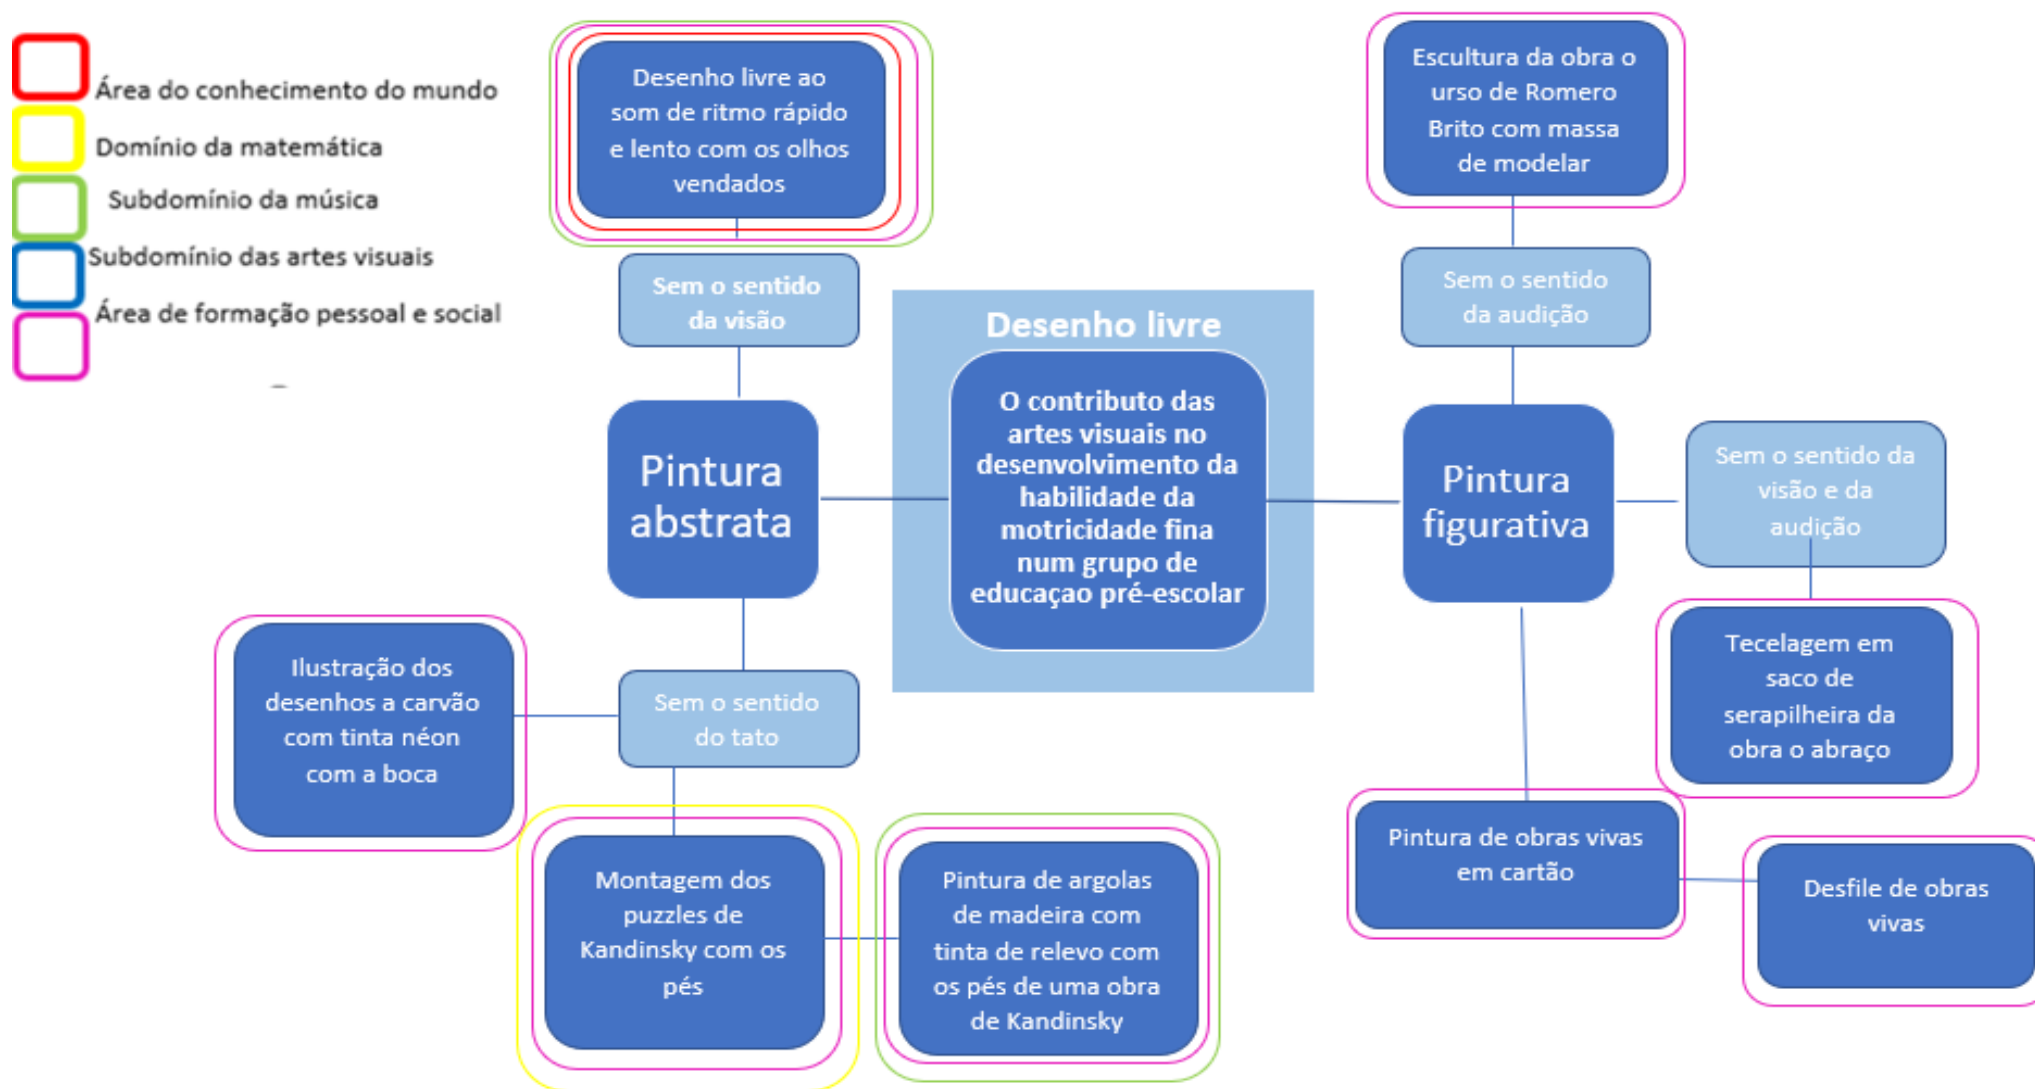 Área do conhecimento do mundo
Domínio da matemática
Subdomínio da música
Subdomínio das artes visuais
Área de formação pessoal e social
Desenho livre ao
som de ritmo rápido
e lento com os olhos
vendados
Sem o sentido
da visão
Pintura
abstrata
Sem o sentido
do tato
Ilustração dos
desenhos a carvão
com tinta néon
com a boca
Montagem dos
puzzles de
Kandinsky com os
pés
Pintura de argolas
de madeira com
tinta de relevo com
os pés de uma obra
de Kandinsky
Desenho livre
O contributo das
artes visuais no
desenvolvimento da
habilidade da
motricidade fina
num grupo de
educaçao pré-escolar
Escultura da obra o
urso de Romero
Brito com massa
de modelar
Sem o sentido
da audição
Pintura
figurativa
Sem o sentido da
visão e da
audição
Tecelagem em
saco de
serapilheira da
obra o abraço
Pintura de obras vivas
em cartão
Desfile de obras
vivas